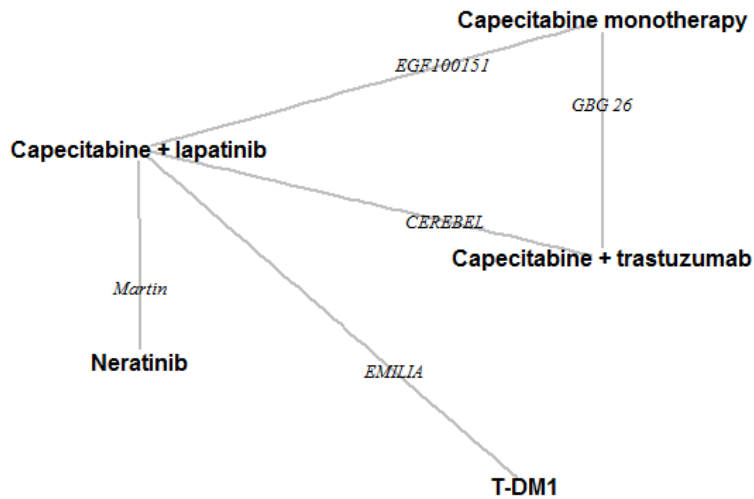 Capecitabine monotherapy
EGF100151
GBG 26
Capecitabine + lapatinib
CEREBEL
Capecitabine + trastuzumab
Martin
Neratinib
EMILIA
T-DM1